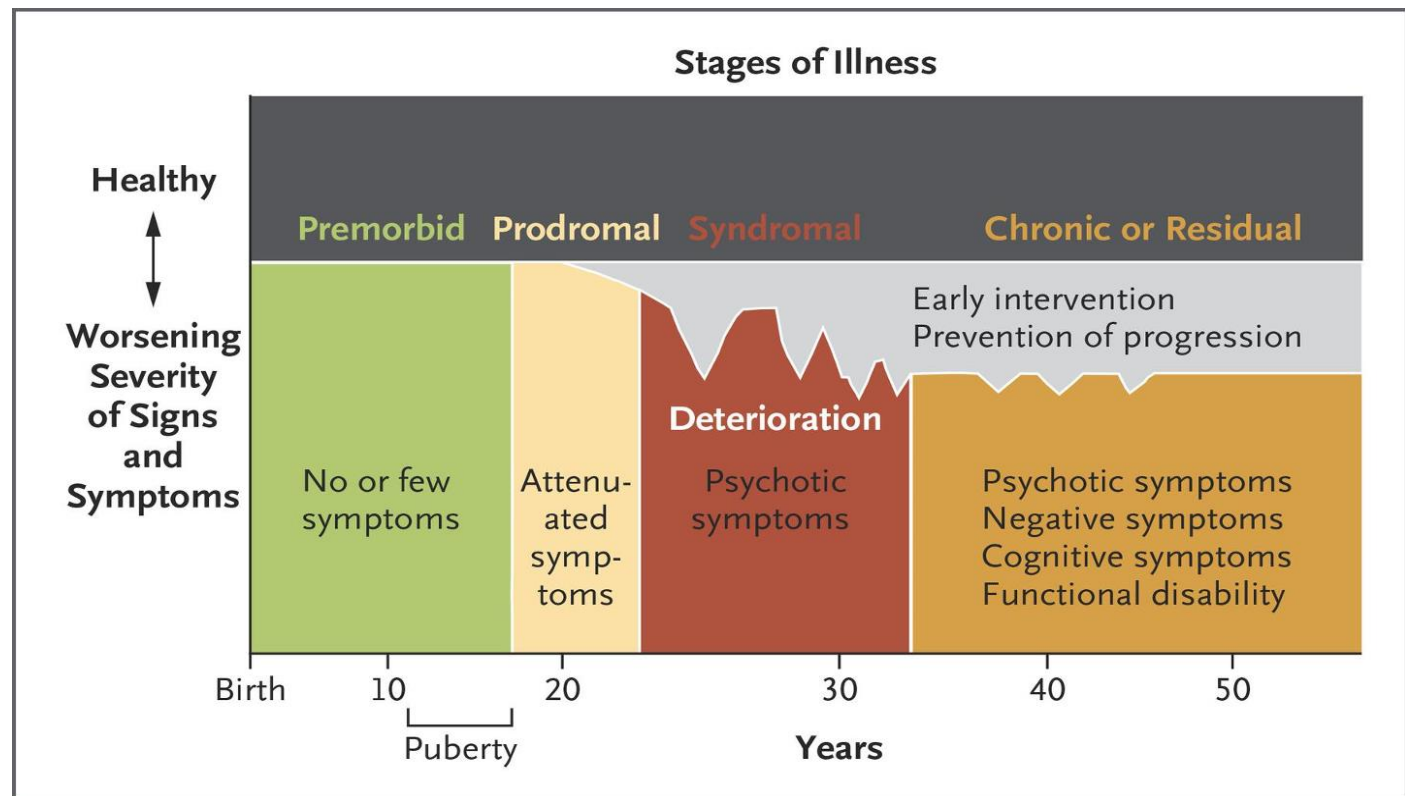 Stages of Illness
Healthy
Worsening
Severity
of Signs
and
Symptoms
Premorbid
Prodromal
Syndromal
Chronic or Residual
Early intervention
Prevention of progression
Deterioration
No or few
symptoms
Attenu-
ated
symp-
toms
Psychotic
symptoms
Psychotic symptoms
Negative symptoms
Cognitive symptoms
Functional disability
Birth
10
20
30
40
50
Puberty
Years